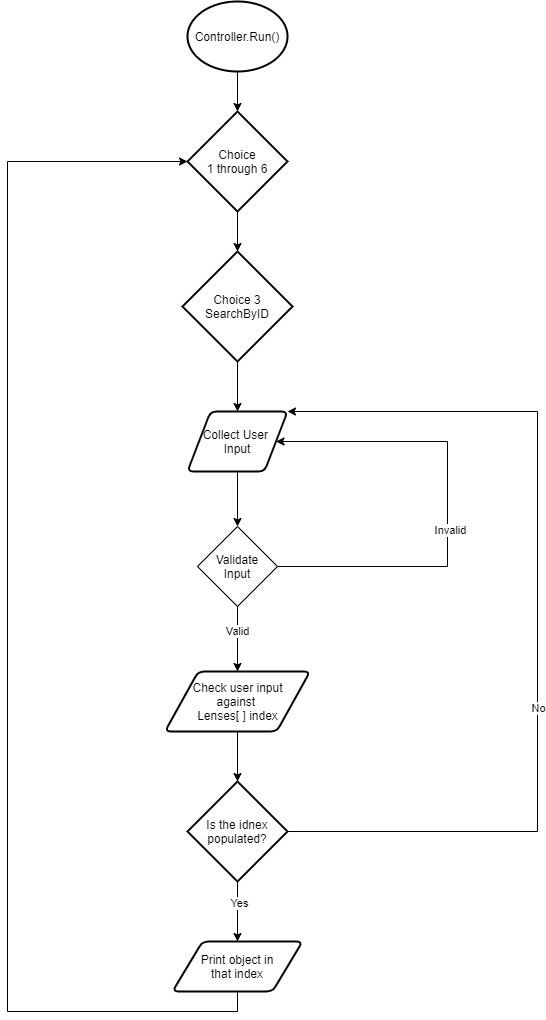 Controller.Run()
Choice
1 through 6
Choice 3
SearchByID
Collect User
Input
Invalid
Validate
Input
Valid
Check user input
against
Lenses[ ] index
No
Is the idnex
populated?
Yes
Print object in
that index